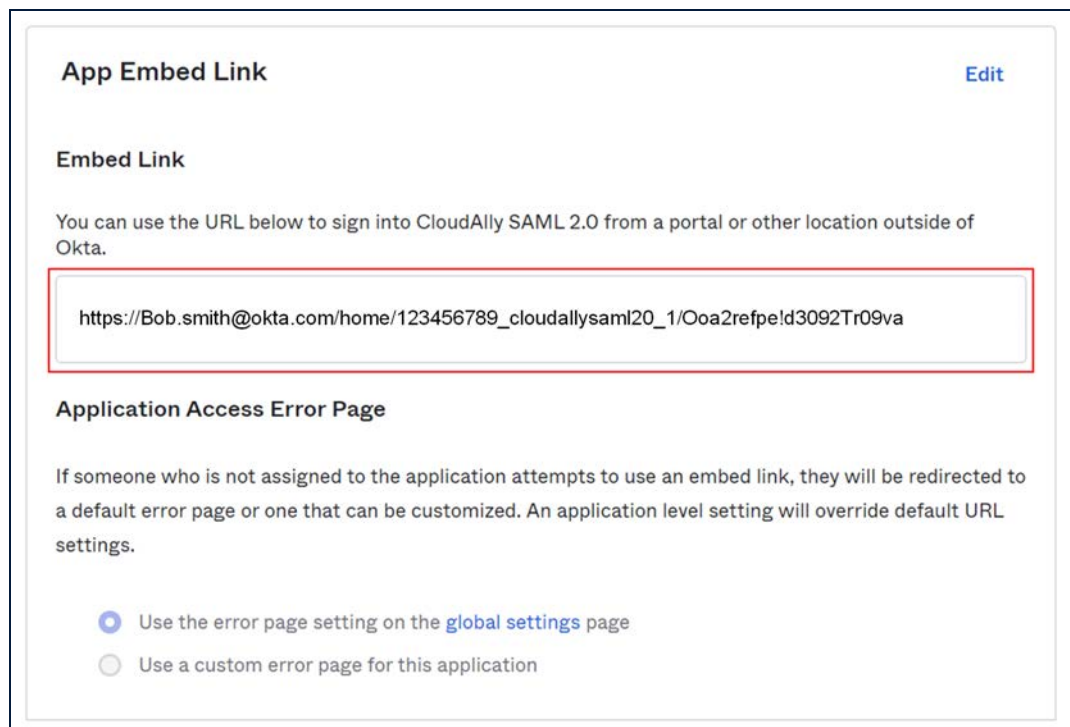 App Embed Link
Edit
Embed Link
You can use the URL below to sign into CloudAlly SAML 2.0 from a portal or other location outside of
Okta.
https://Bob.smith@okta.com/home/123456789_cloudallysaml20_1/Ooa2refpe!d3092Tr09va
Application Access Error Page
If someone who is not assigned to the application attempts to use an embed link, they will be redirected to
a default error page or one that can be customized. An application level setting will override default URL
settings.
Use the error page setting on the global settings page
Use a custom error page for this application